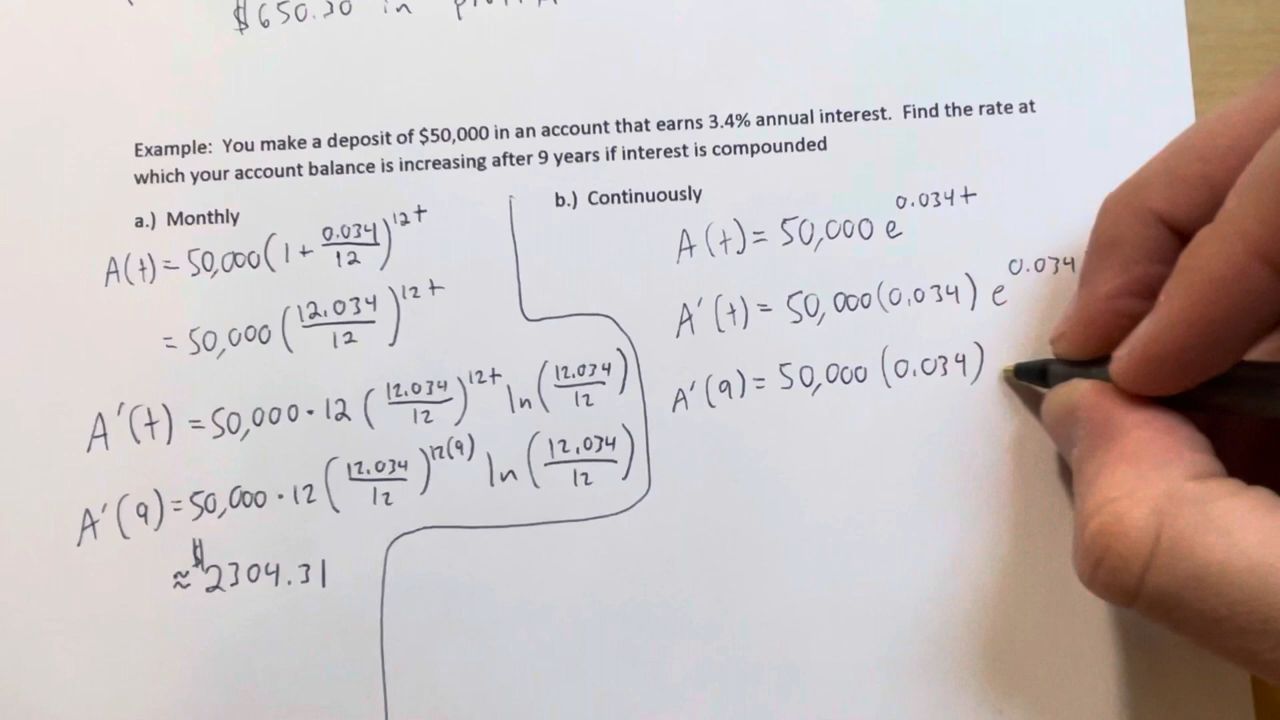 $650.30 in
Example: You make a deposit of $50,000 in an account that earns 3.4% annual interest. Find the rate at
which your account balance is increasing after 9 years if interest is compounded
a.) Monthly
A(t) = 50,000(1 + 0.034/12)^12t
= 50,000(12.034/12)^12t
A'(t) = 50,000 · 12(12.034/12)^12t ln(12.034/12)
A'(9) = 50,000 · 12(12.034/12)^12(9) ln(12.034/12)
≈ $2304.31
b.) Continuously
A(t) = 50,000 e^0.034t
A'(t) = 50,000(0.034) e^0.034
A'(9) = 50,000 (0.034)